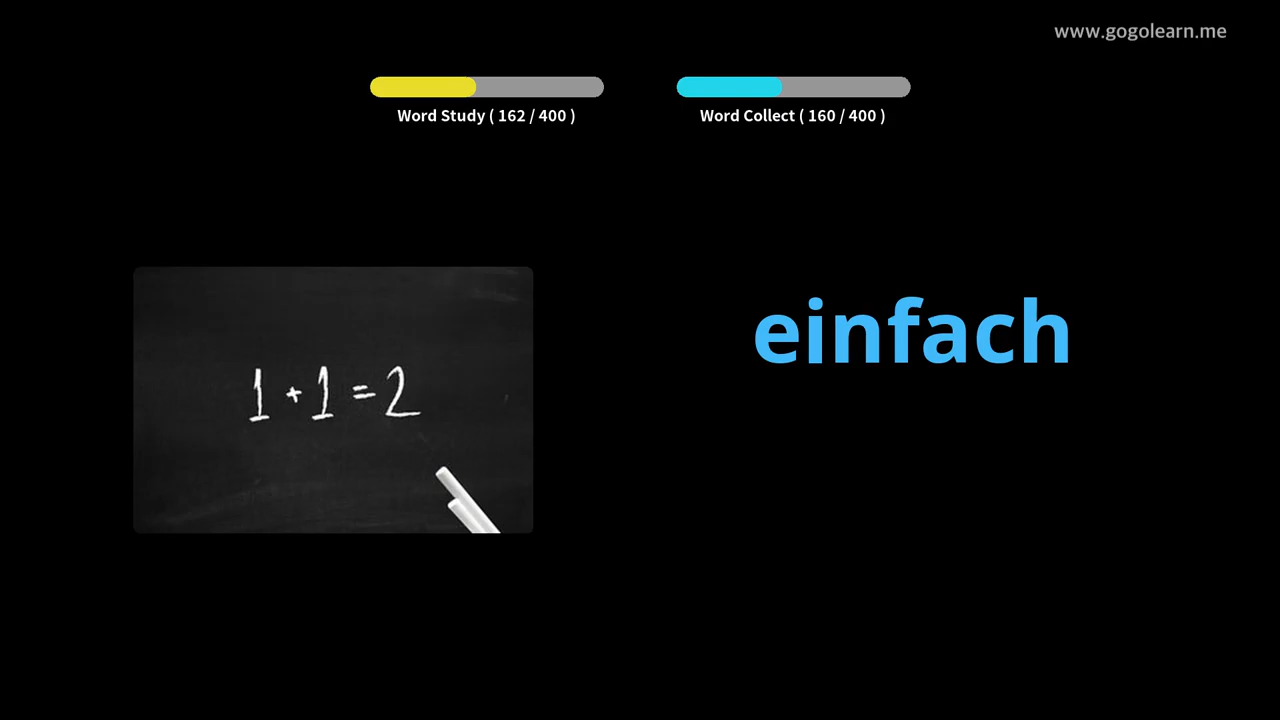 www.gogolearn.me
Word Study ( 162 / 400 )
Word Collect ( 160 / 400 )
einfach
1 + 1 = 2